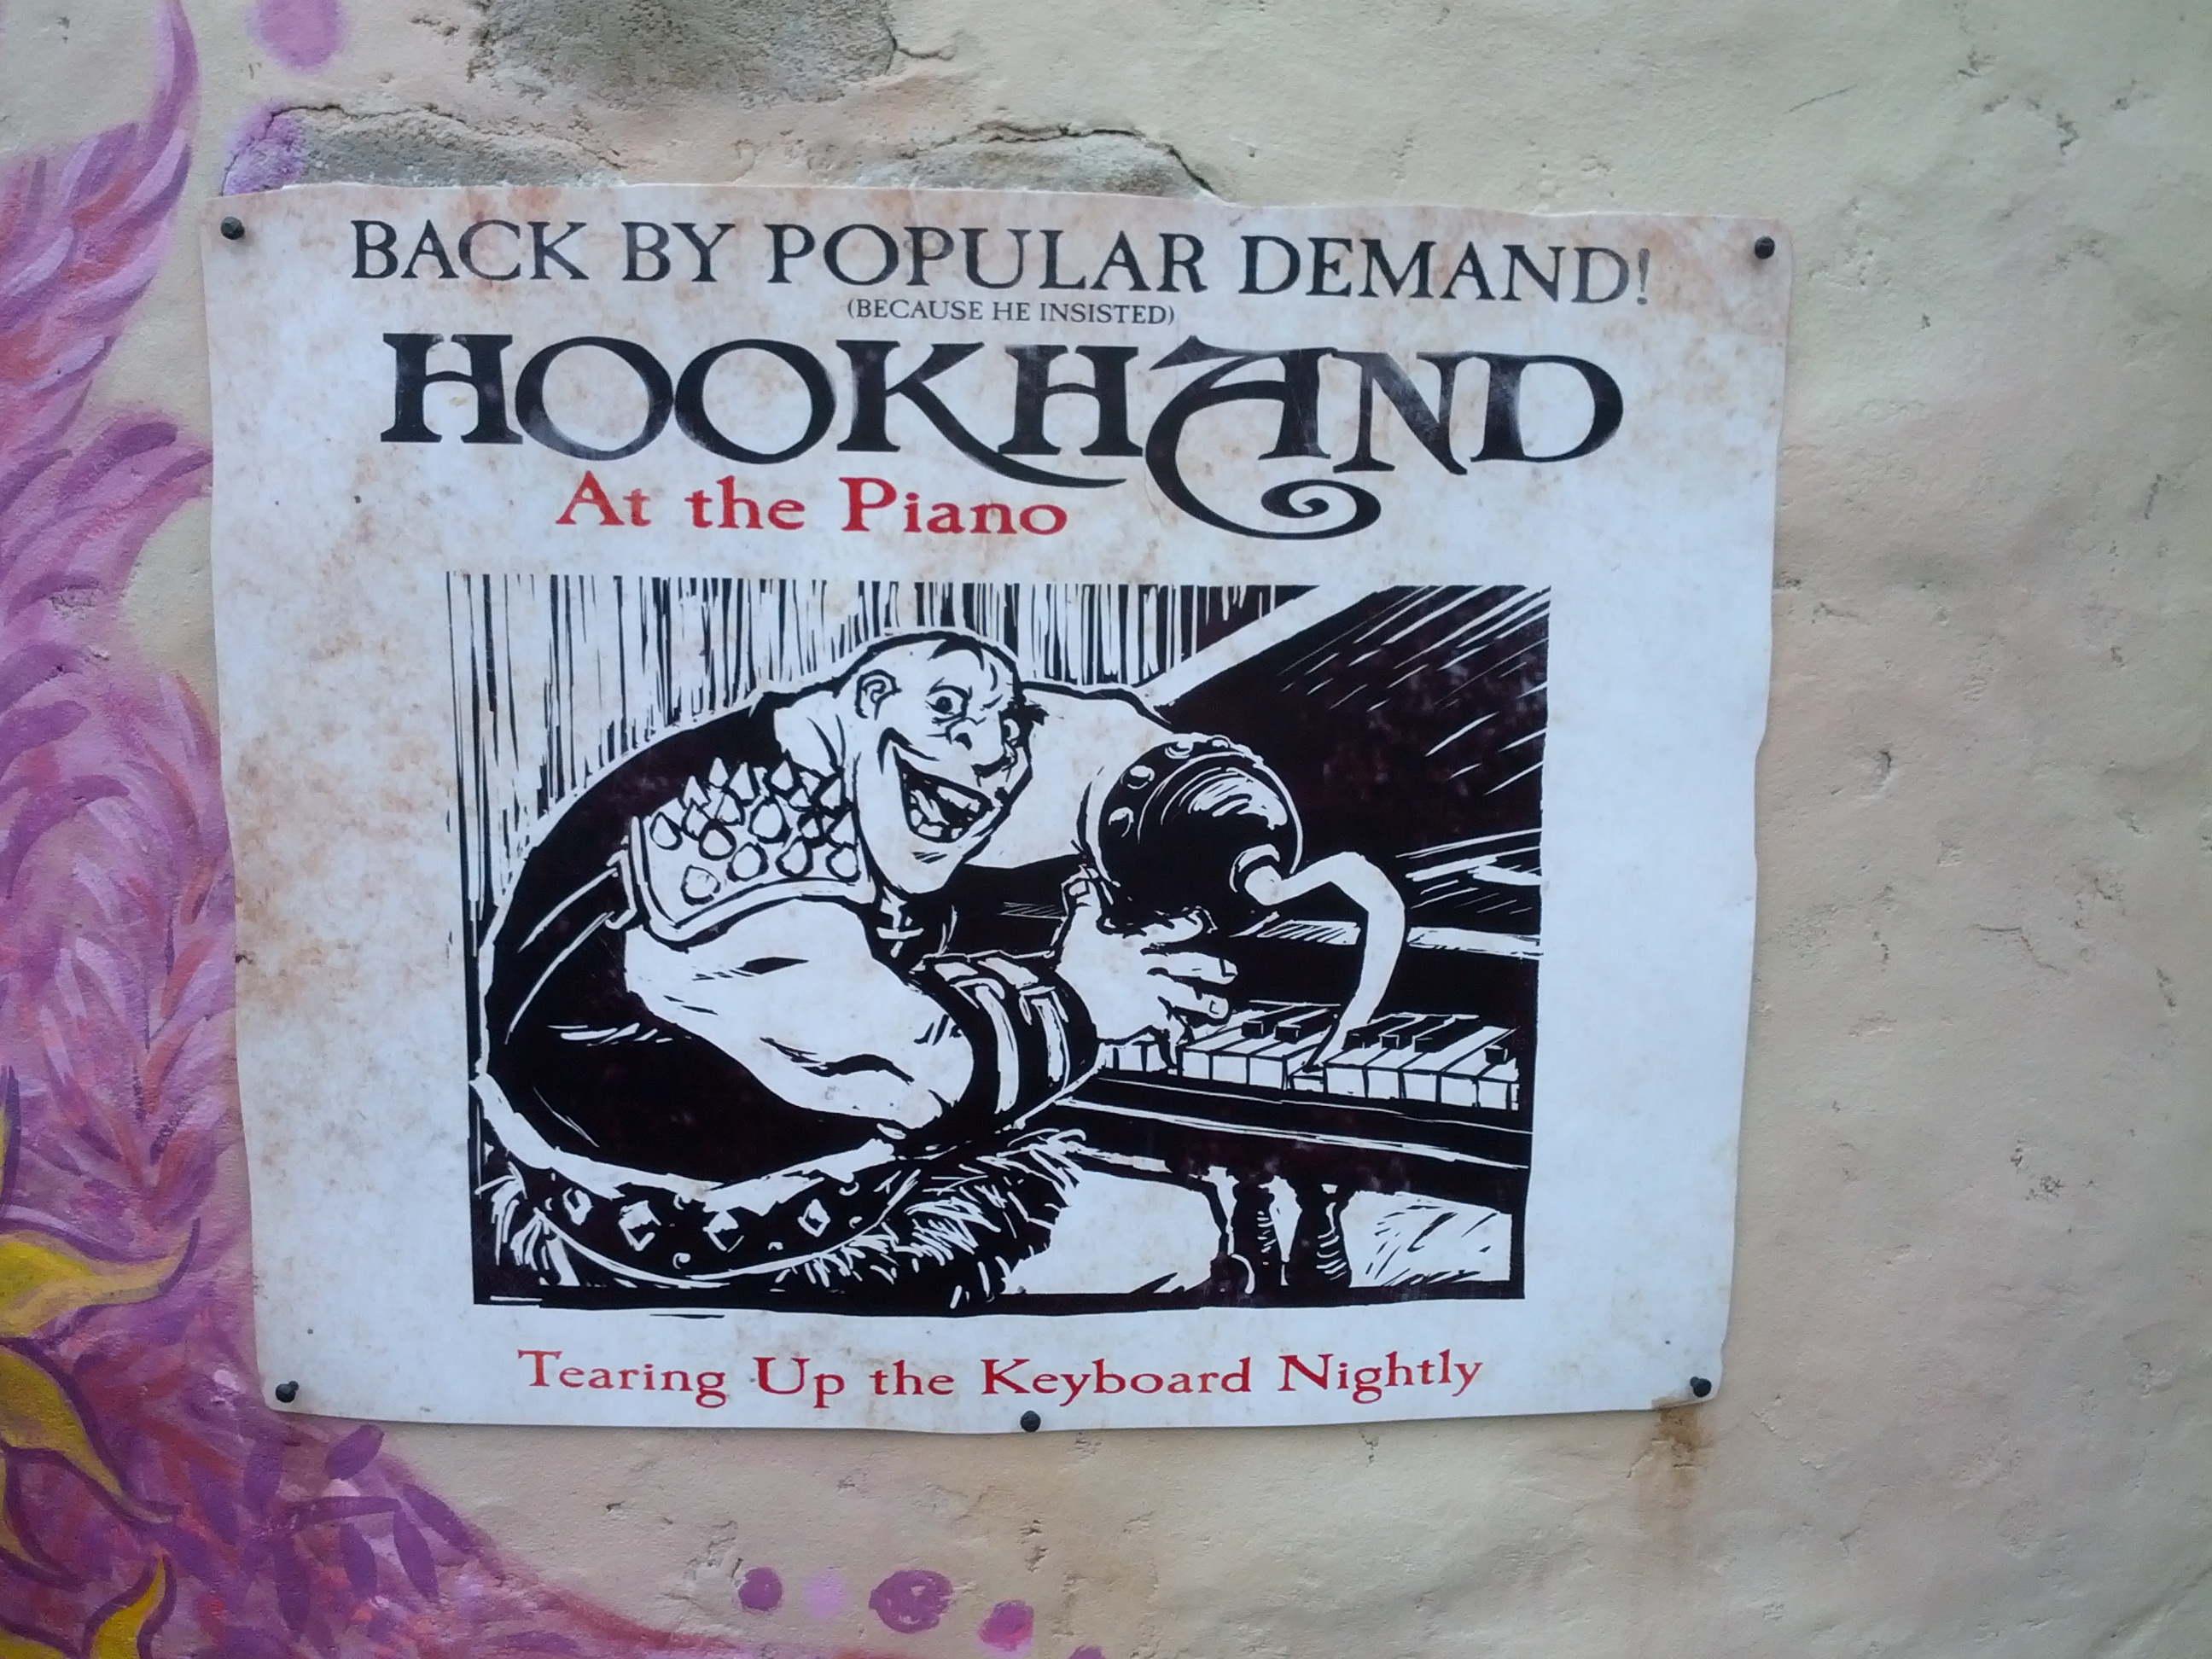 BACK BY POPULAR DEMAND!
(BECAUSE HE INSISTED)
HOOKHAND
At the Piano
Tearing Up the Keyboard Nightly